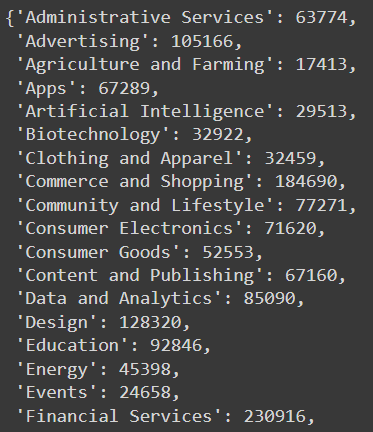 {'Administrative Services': 63774,
'Advertising': 105166,
'Agriculture and Farming': 17413,
'Apps': 67289,
'Artificial Intelligence': 29513,
'Biotechnology': 32922,
'Clothing and Apparel': 32459,
'Commerce and Shopping': 184690,
'Community and Lifestyle': 77271,
'Consumer Electronics': 71620,
'Consumer Goods': 52553,
'Content and Publishing': 67160,
'Data and Analytics': 85090,
'Design': 128320,
'Education': 92846,
'Energy': 45398,
'Events': 24658,
'Financial Services': 230916,